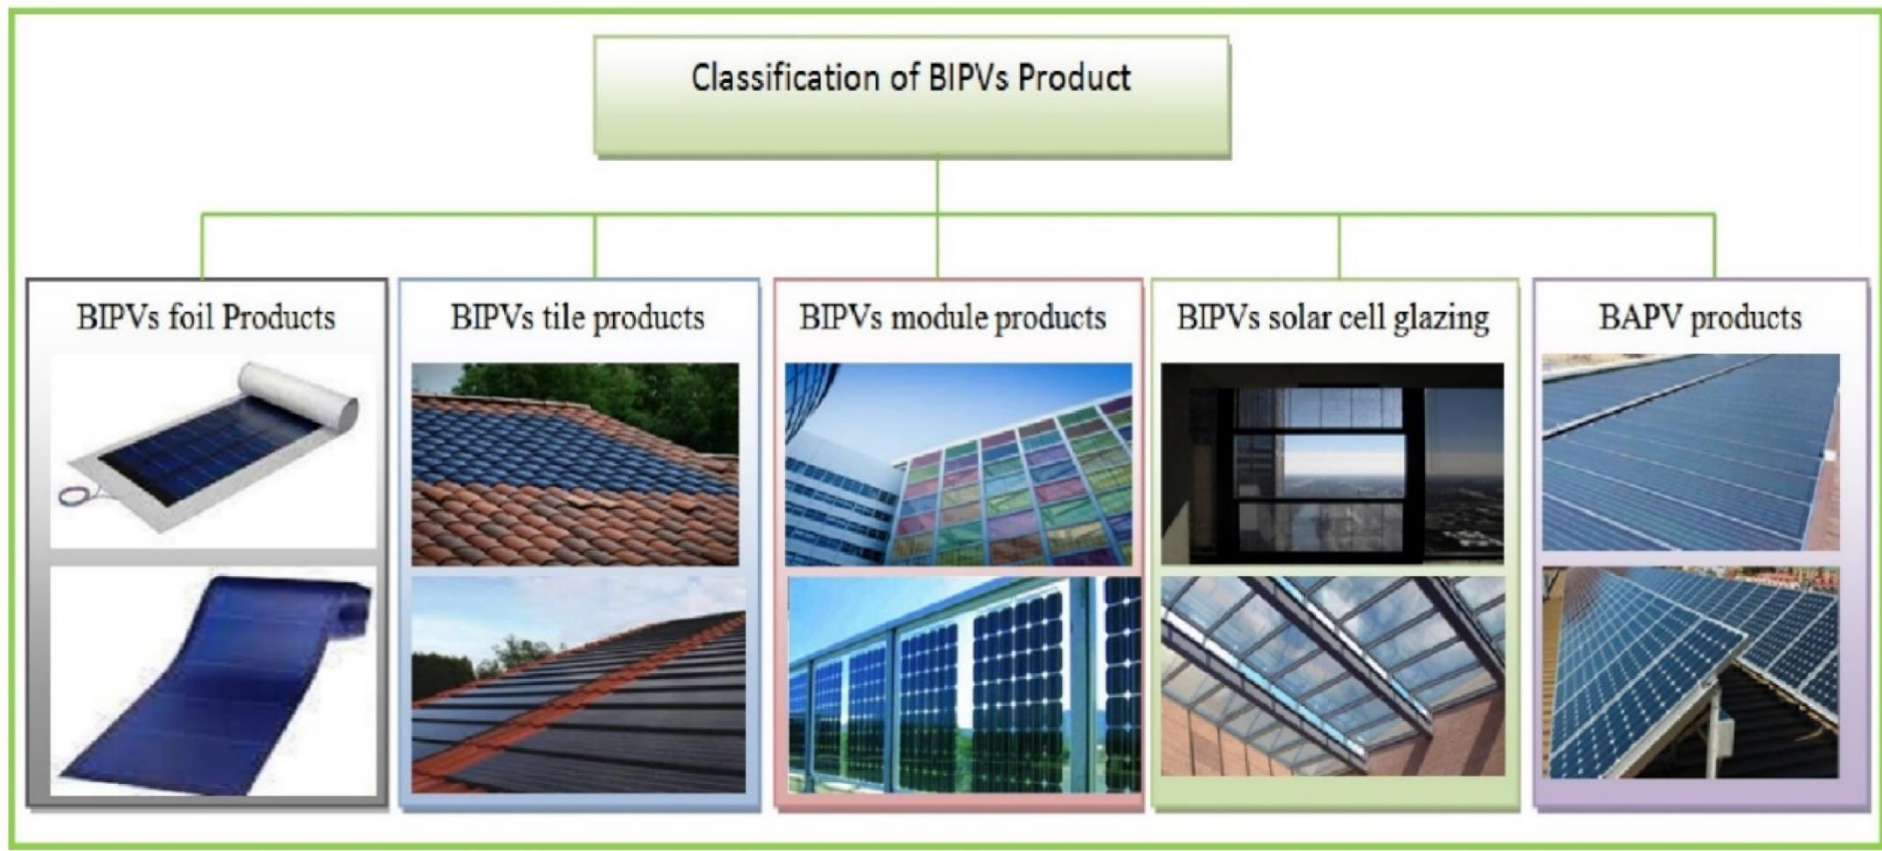 Classification of BIPVs Product
BIPVs foil Products
BIPVs tile products
BIPVs module products
BIPVs solar cell glazing
BAPV products